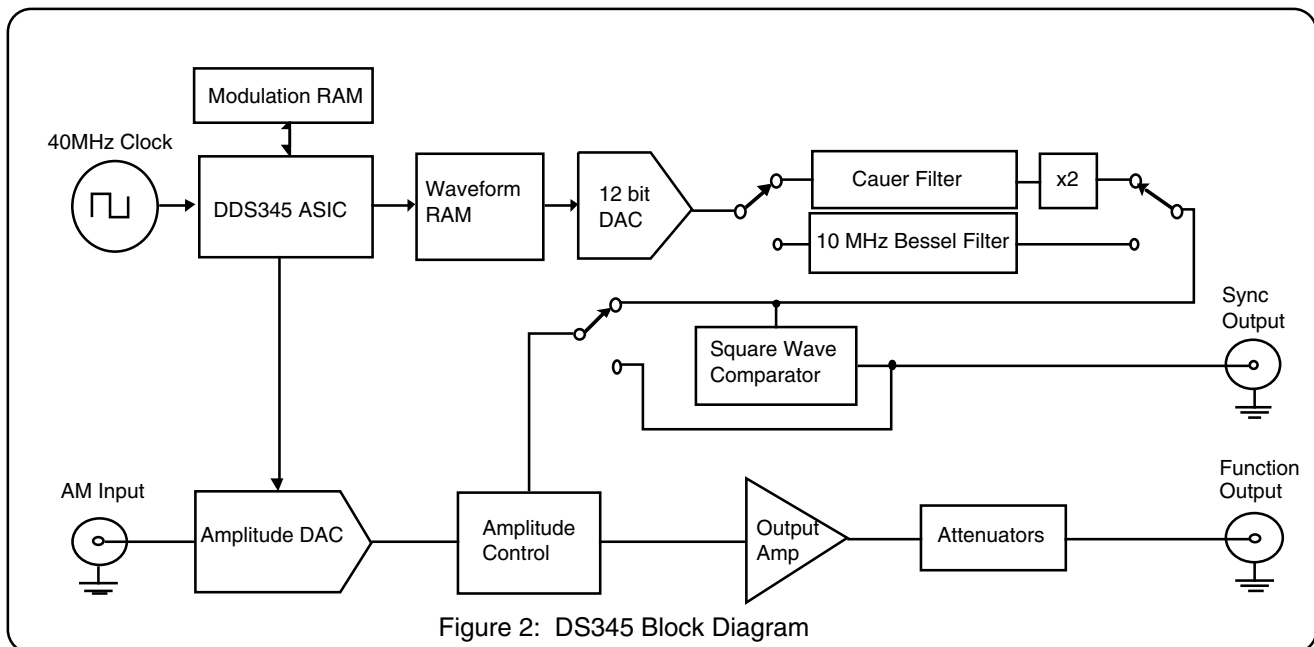 Modulation RAM
40MHz Clock
DDS345 ASIC
Waveform
RAM
12 bit
DAC
Cauer Filter
x2
10 MHz Bessel Filter
Sync
Output
Square Wave
Comparator
AM Input
Amplitude DAC
Amplitude
Control
Output
Amp
Attenuators
Function
Output
Figure 2: DS345 Block Diagram